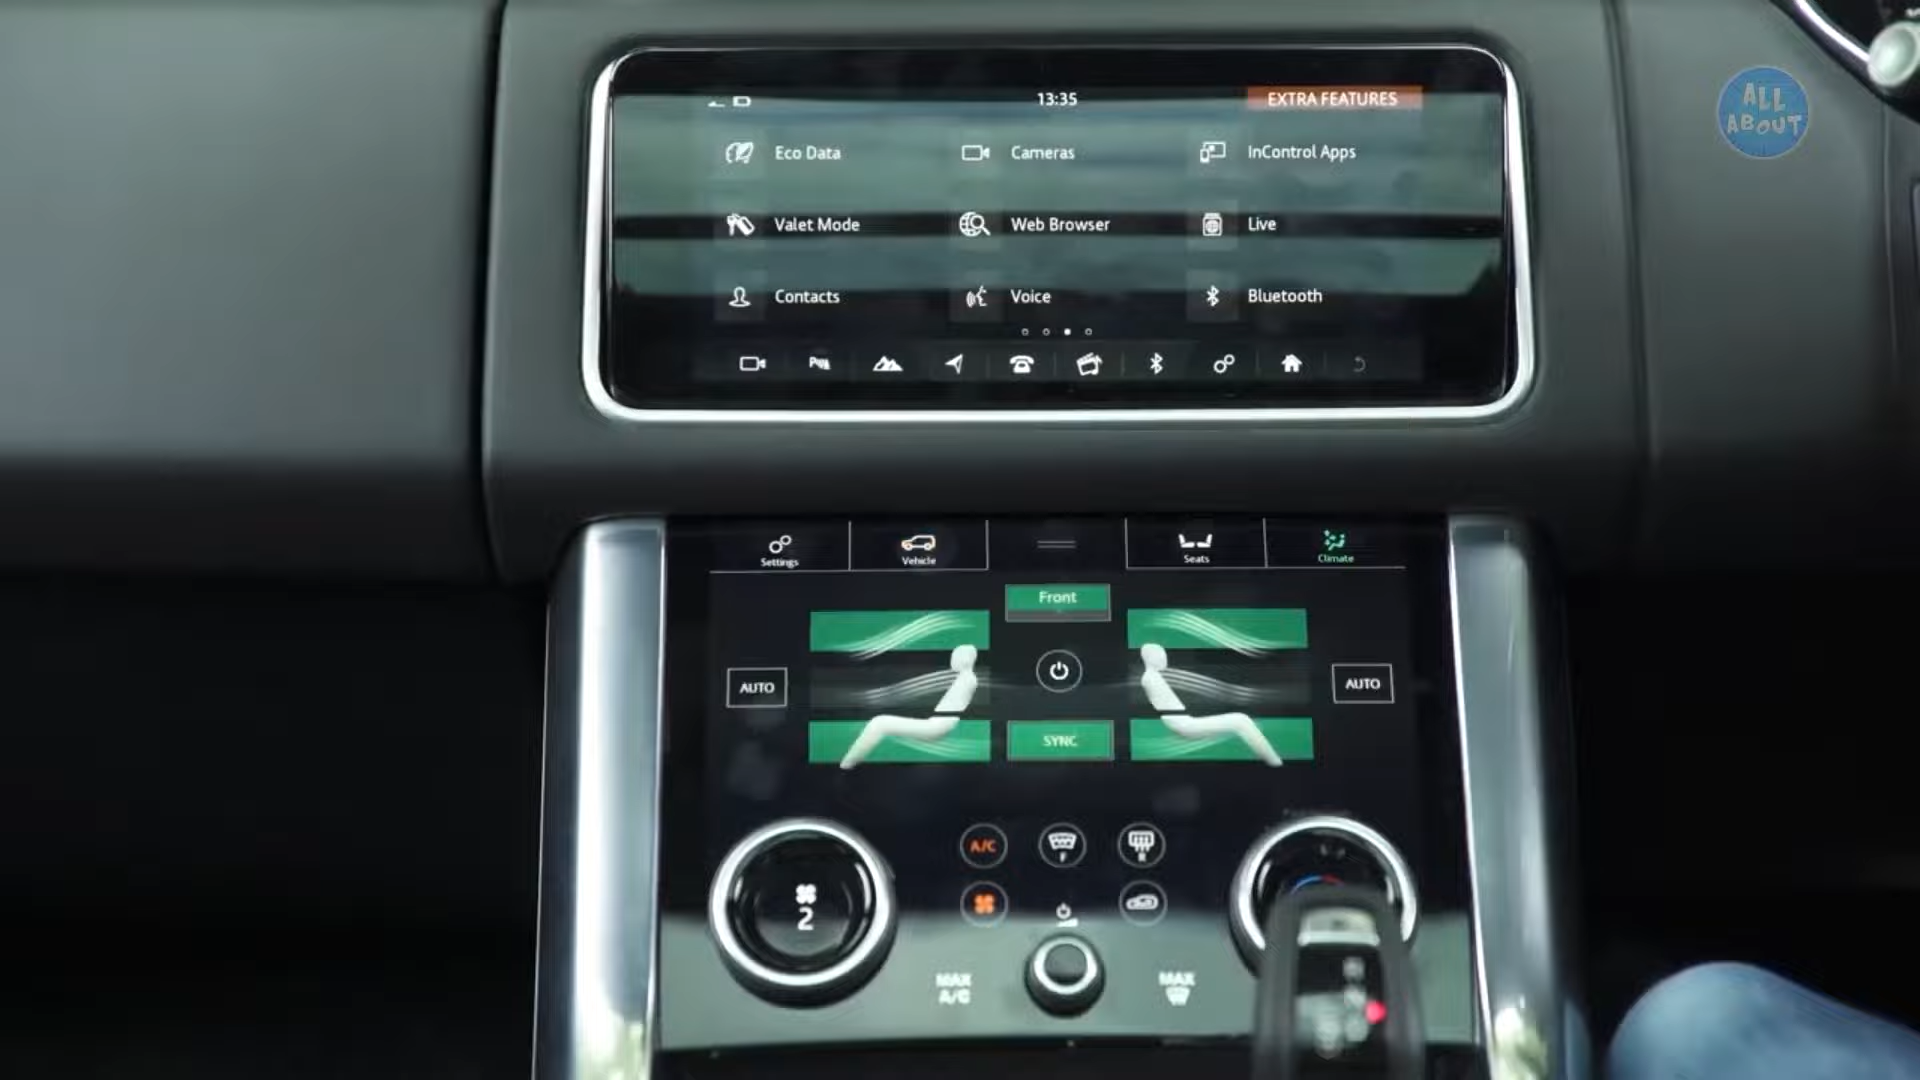 13:35
EXTRA FEATURES
ALL
ABOUT
Eco Data
Cameras
InControl Apps
Valet Mode
Web Browser
Live
Contacts
Voice
Bluetooth
Settings
Vehicle
Seats
Climate
Front
AUTO
AUTO
SYNC
A/C
F
R
2
MAX
A/C
MAX